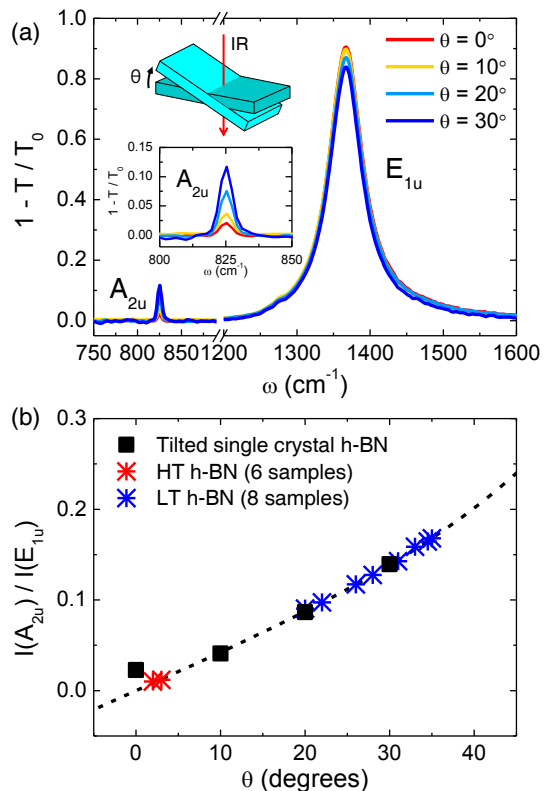 (a)
1 - T / T0
1.0
0.8
0.6
0.4
0.2
0.0
θ
IR
θ = 0°
θ = 10°
θ = 20°
θ = 30°
E1u
1 - T / T0
0.15
0.10
0.05
0.00
A2u
800 825 850
ω (cm-1)
A2u
750 800 850 1200 1300 1400 1500 1600
ω (cm-1)
(b)
I(A2u) / I(E1u)
0.3
0.2
0.1
0.0
Tilted single crystal h-BN
HT h-BN (6 samples)
LT h-BN (8 samples)
0 10 20 30 40
θ (degrees)